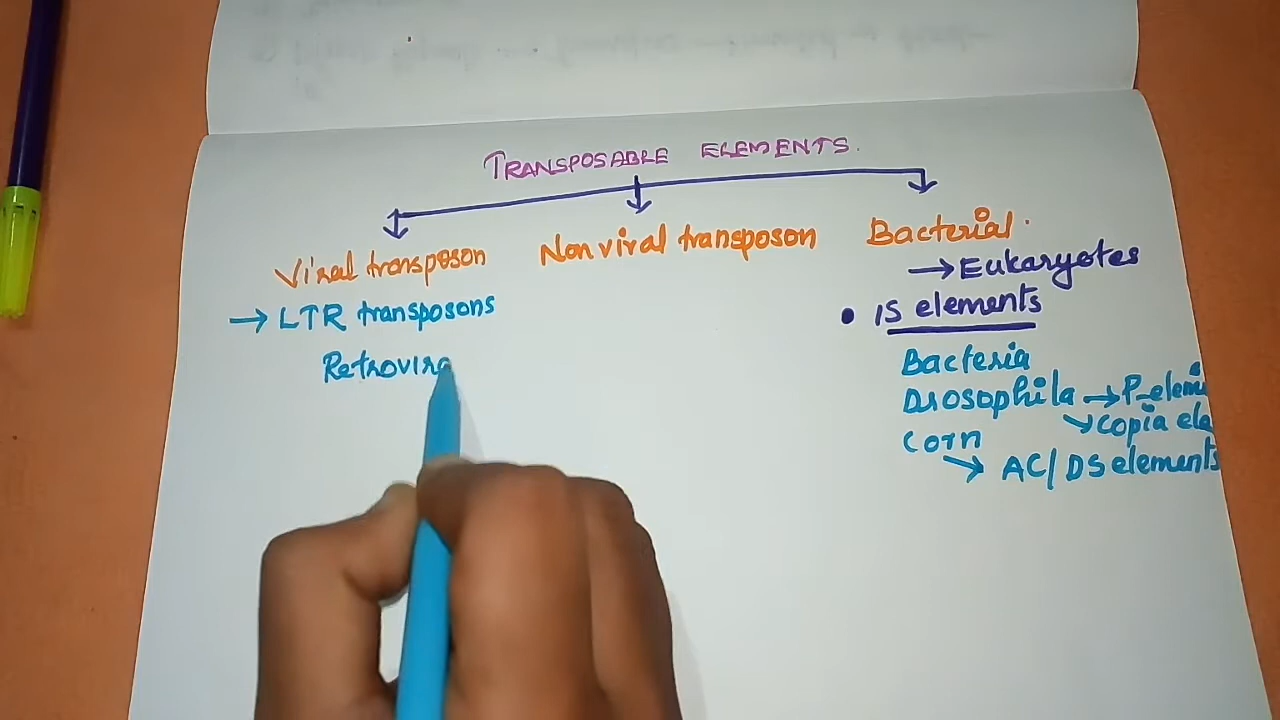 TRANSPOSABLE ELEMENTS.
Viral transposon
→ LTR transposons
Retrovira
Non viral transposon
Bacterial.
→ Eukaryotes
• IS elements
Bacteria
Drosophila → P-elem
↘ copia ele
Corn
→ AC/DS elements